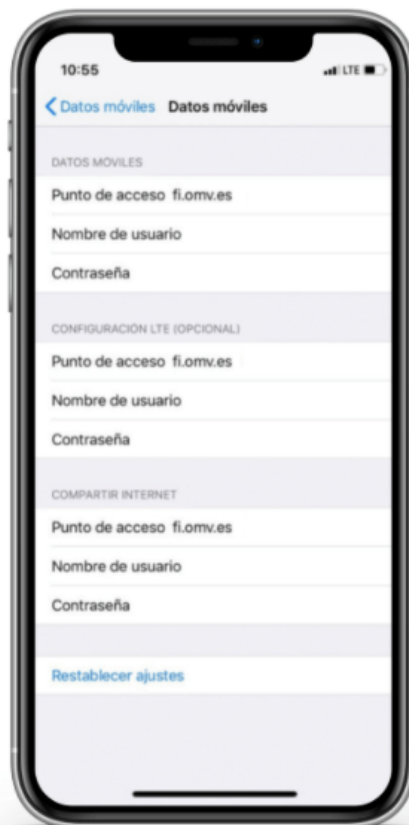 10:55
LTE
Datos móviles Datos móviles
DATOS MÓVILES
Punto de acceso fi.omv.es
Nombre de usuario
Contraseña
CONFIGURACIÓN LTE (OPCIONAL)
Punto de acceso fi.omv.es
Nombre de usuario
Contraseña
COMPARTIR INTERNET
Punto de acceso fi.omv.es
Nombre de usuario
Contraseña
Restablecer ajustes